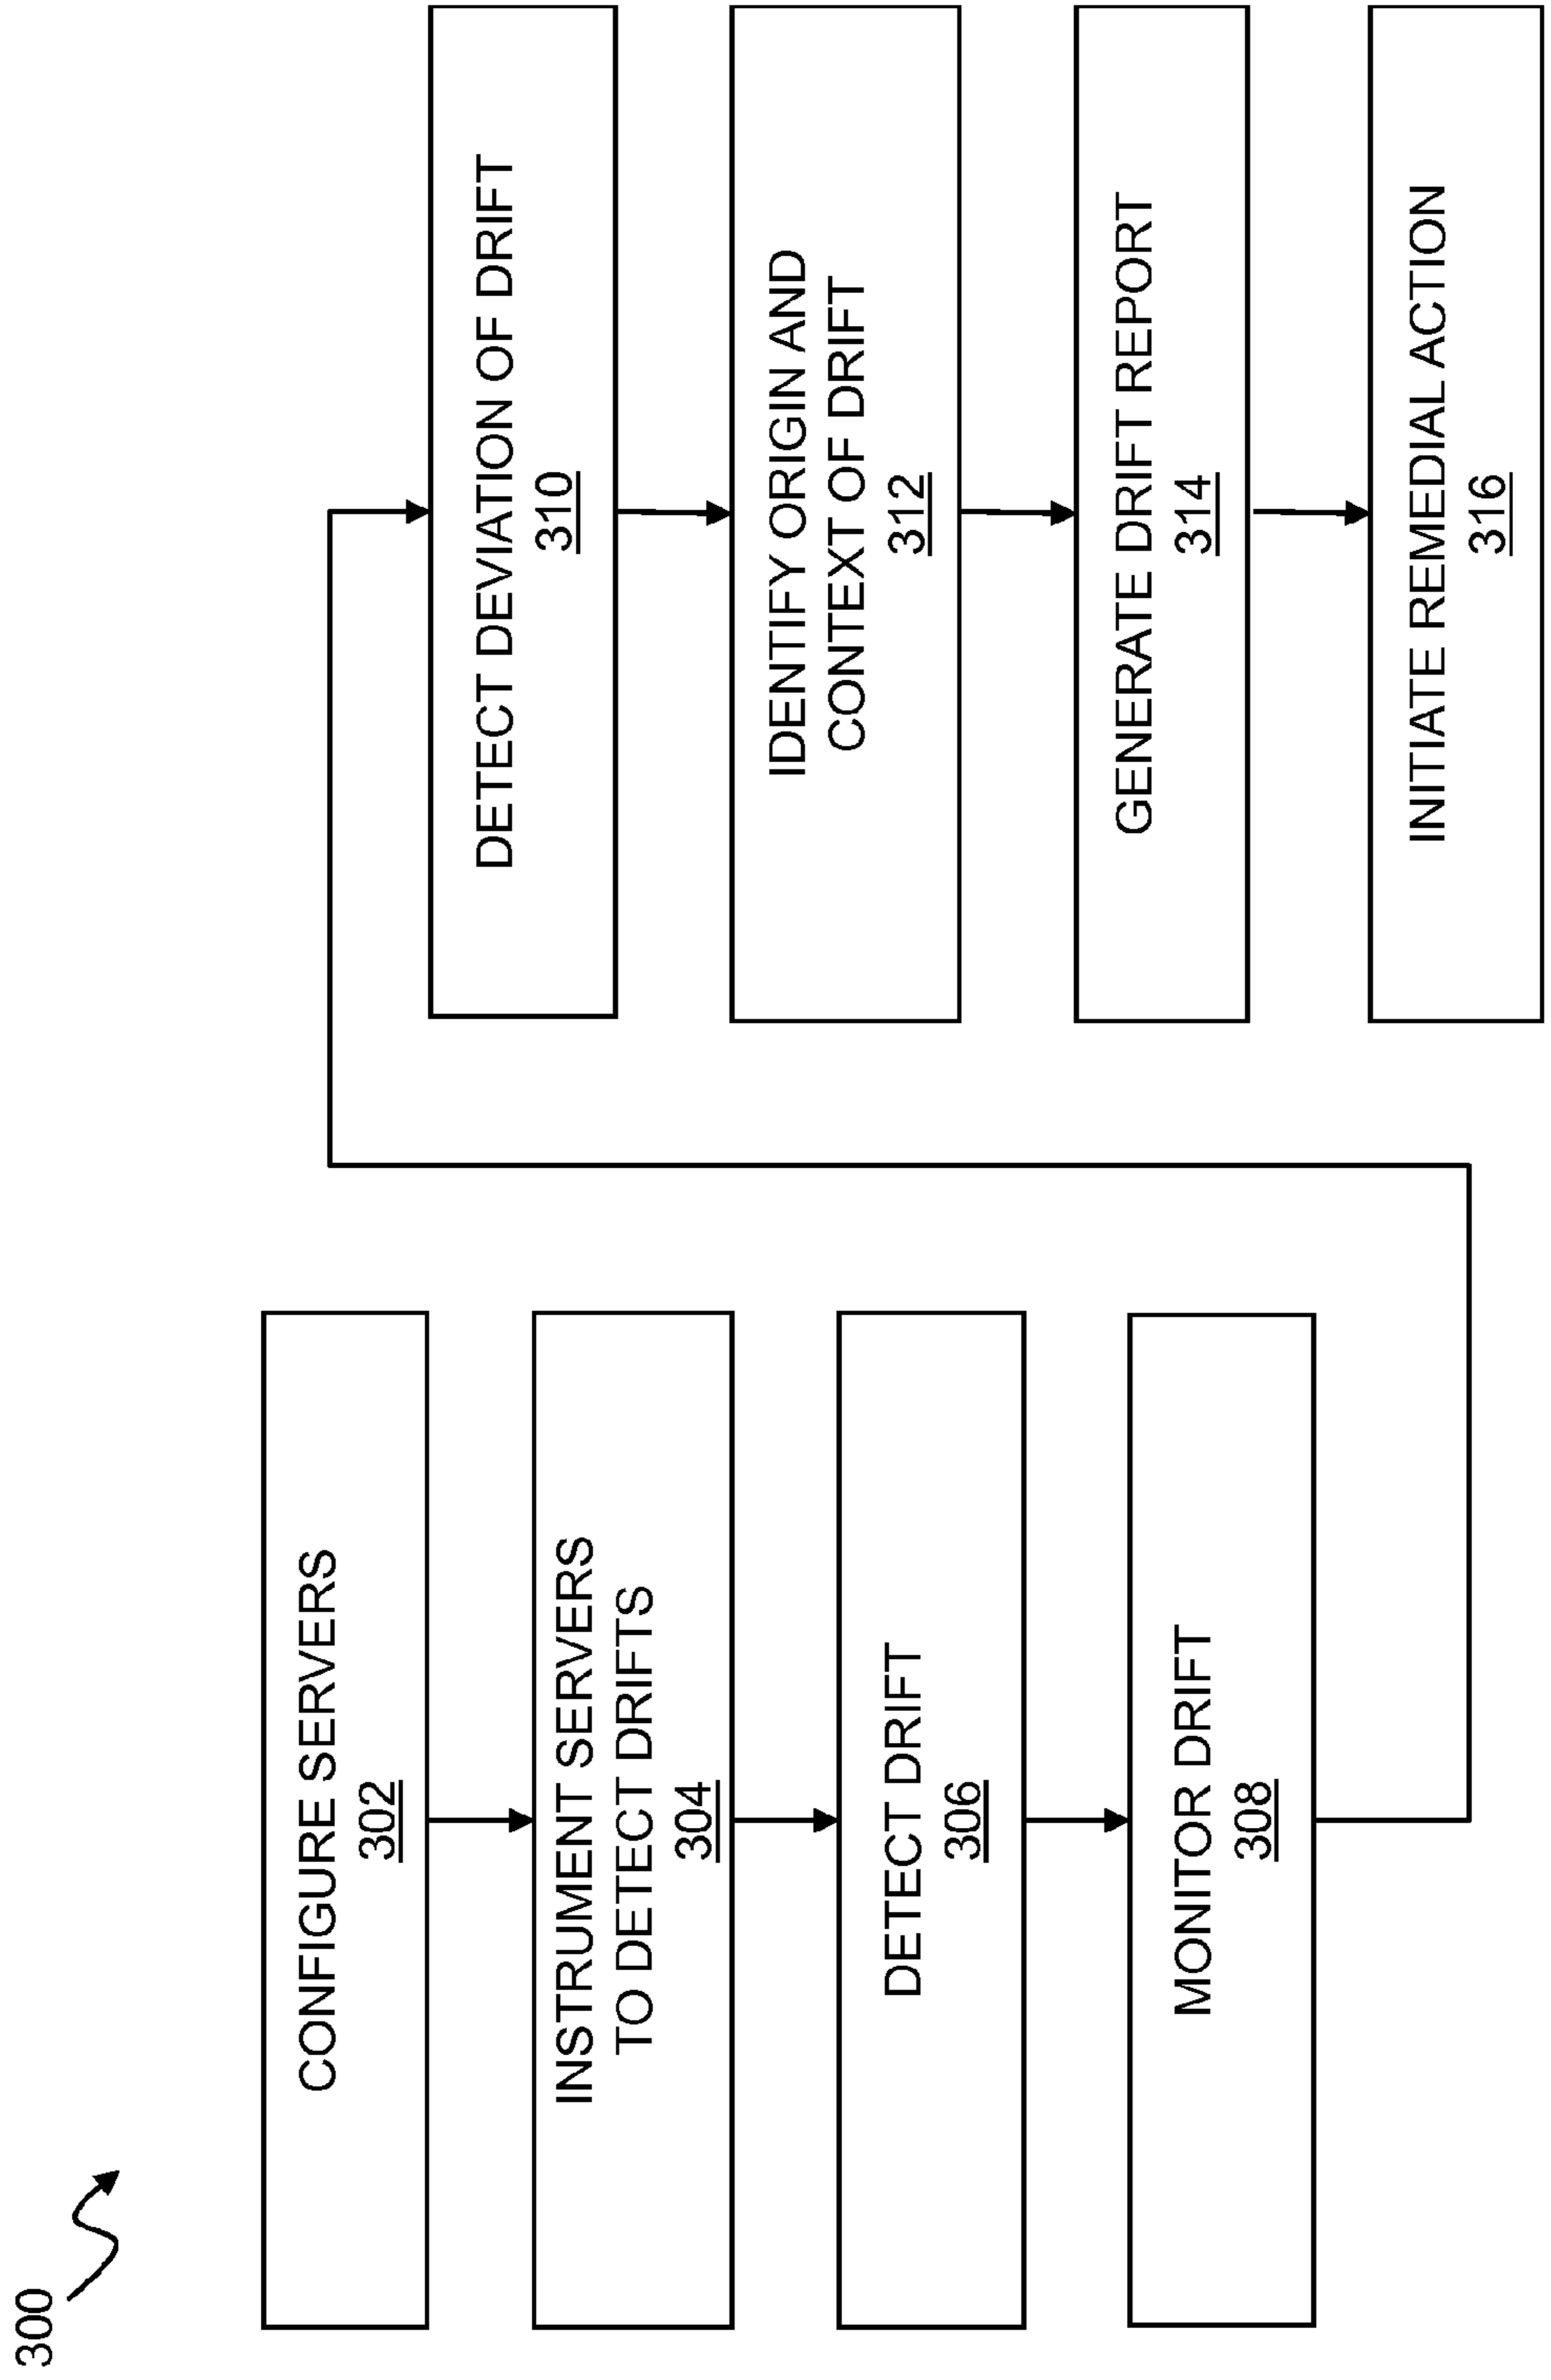 300
CONFIGURE SERVERS
302
INSTRUMENT SERVERS
TO DETECT DRIFTS
304
DETECT DRIFT
306
MONITOR DRIFT
308
DETECT DEVIATION OF DRIFT
310
IDENTIFY ORIGIN AND
CONTEXT OF DRIFT
312
GENERATE DRIFT REPORT
314
INITIATE REMEDIAL ACTION
316